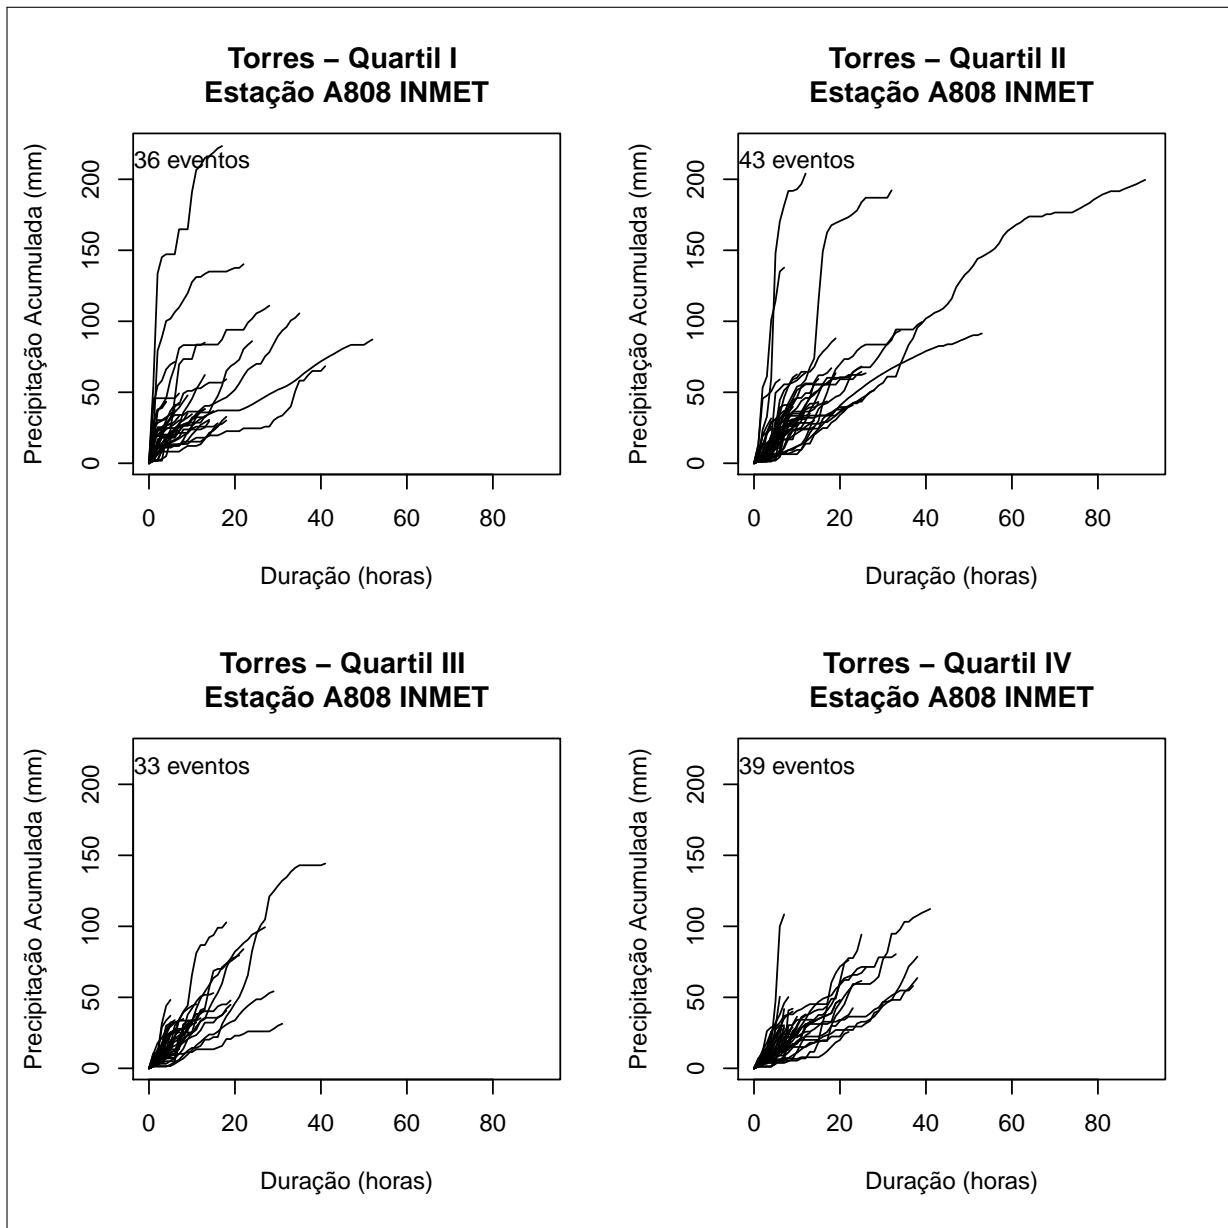 Torres – Quartil I
Estação A808 INMET
36 eventos
Precipitação Acumulada (mm)
200
150
100
50
0
0 20 40 60 80
Duração (horas)
Torres – Quartil II
Estação A808 INMET
43 eventos
Precipitação Acumulada (mm)
200
150
100
50
0
0 20 40 60 80
Duração (horas)
Torres – Quartil III
Estação A808 INMET
33 eventos
Precipitação Acumulada (mm)
200
150
100
50
0
0 20 40 60 80
Duração (horas)
Torres – Quartil IV
Estação A808 INMET
39 eventos
Precipitação Acumulada (mm)
200
150
100
50
0
0 20 40 60 80
Duração (horas)